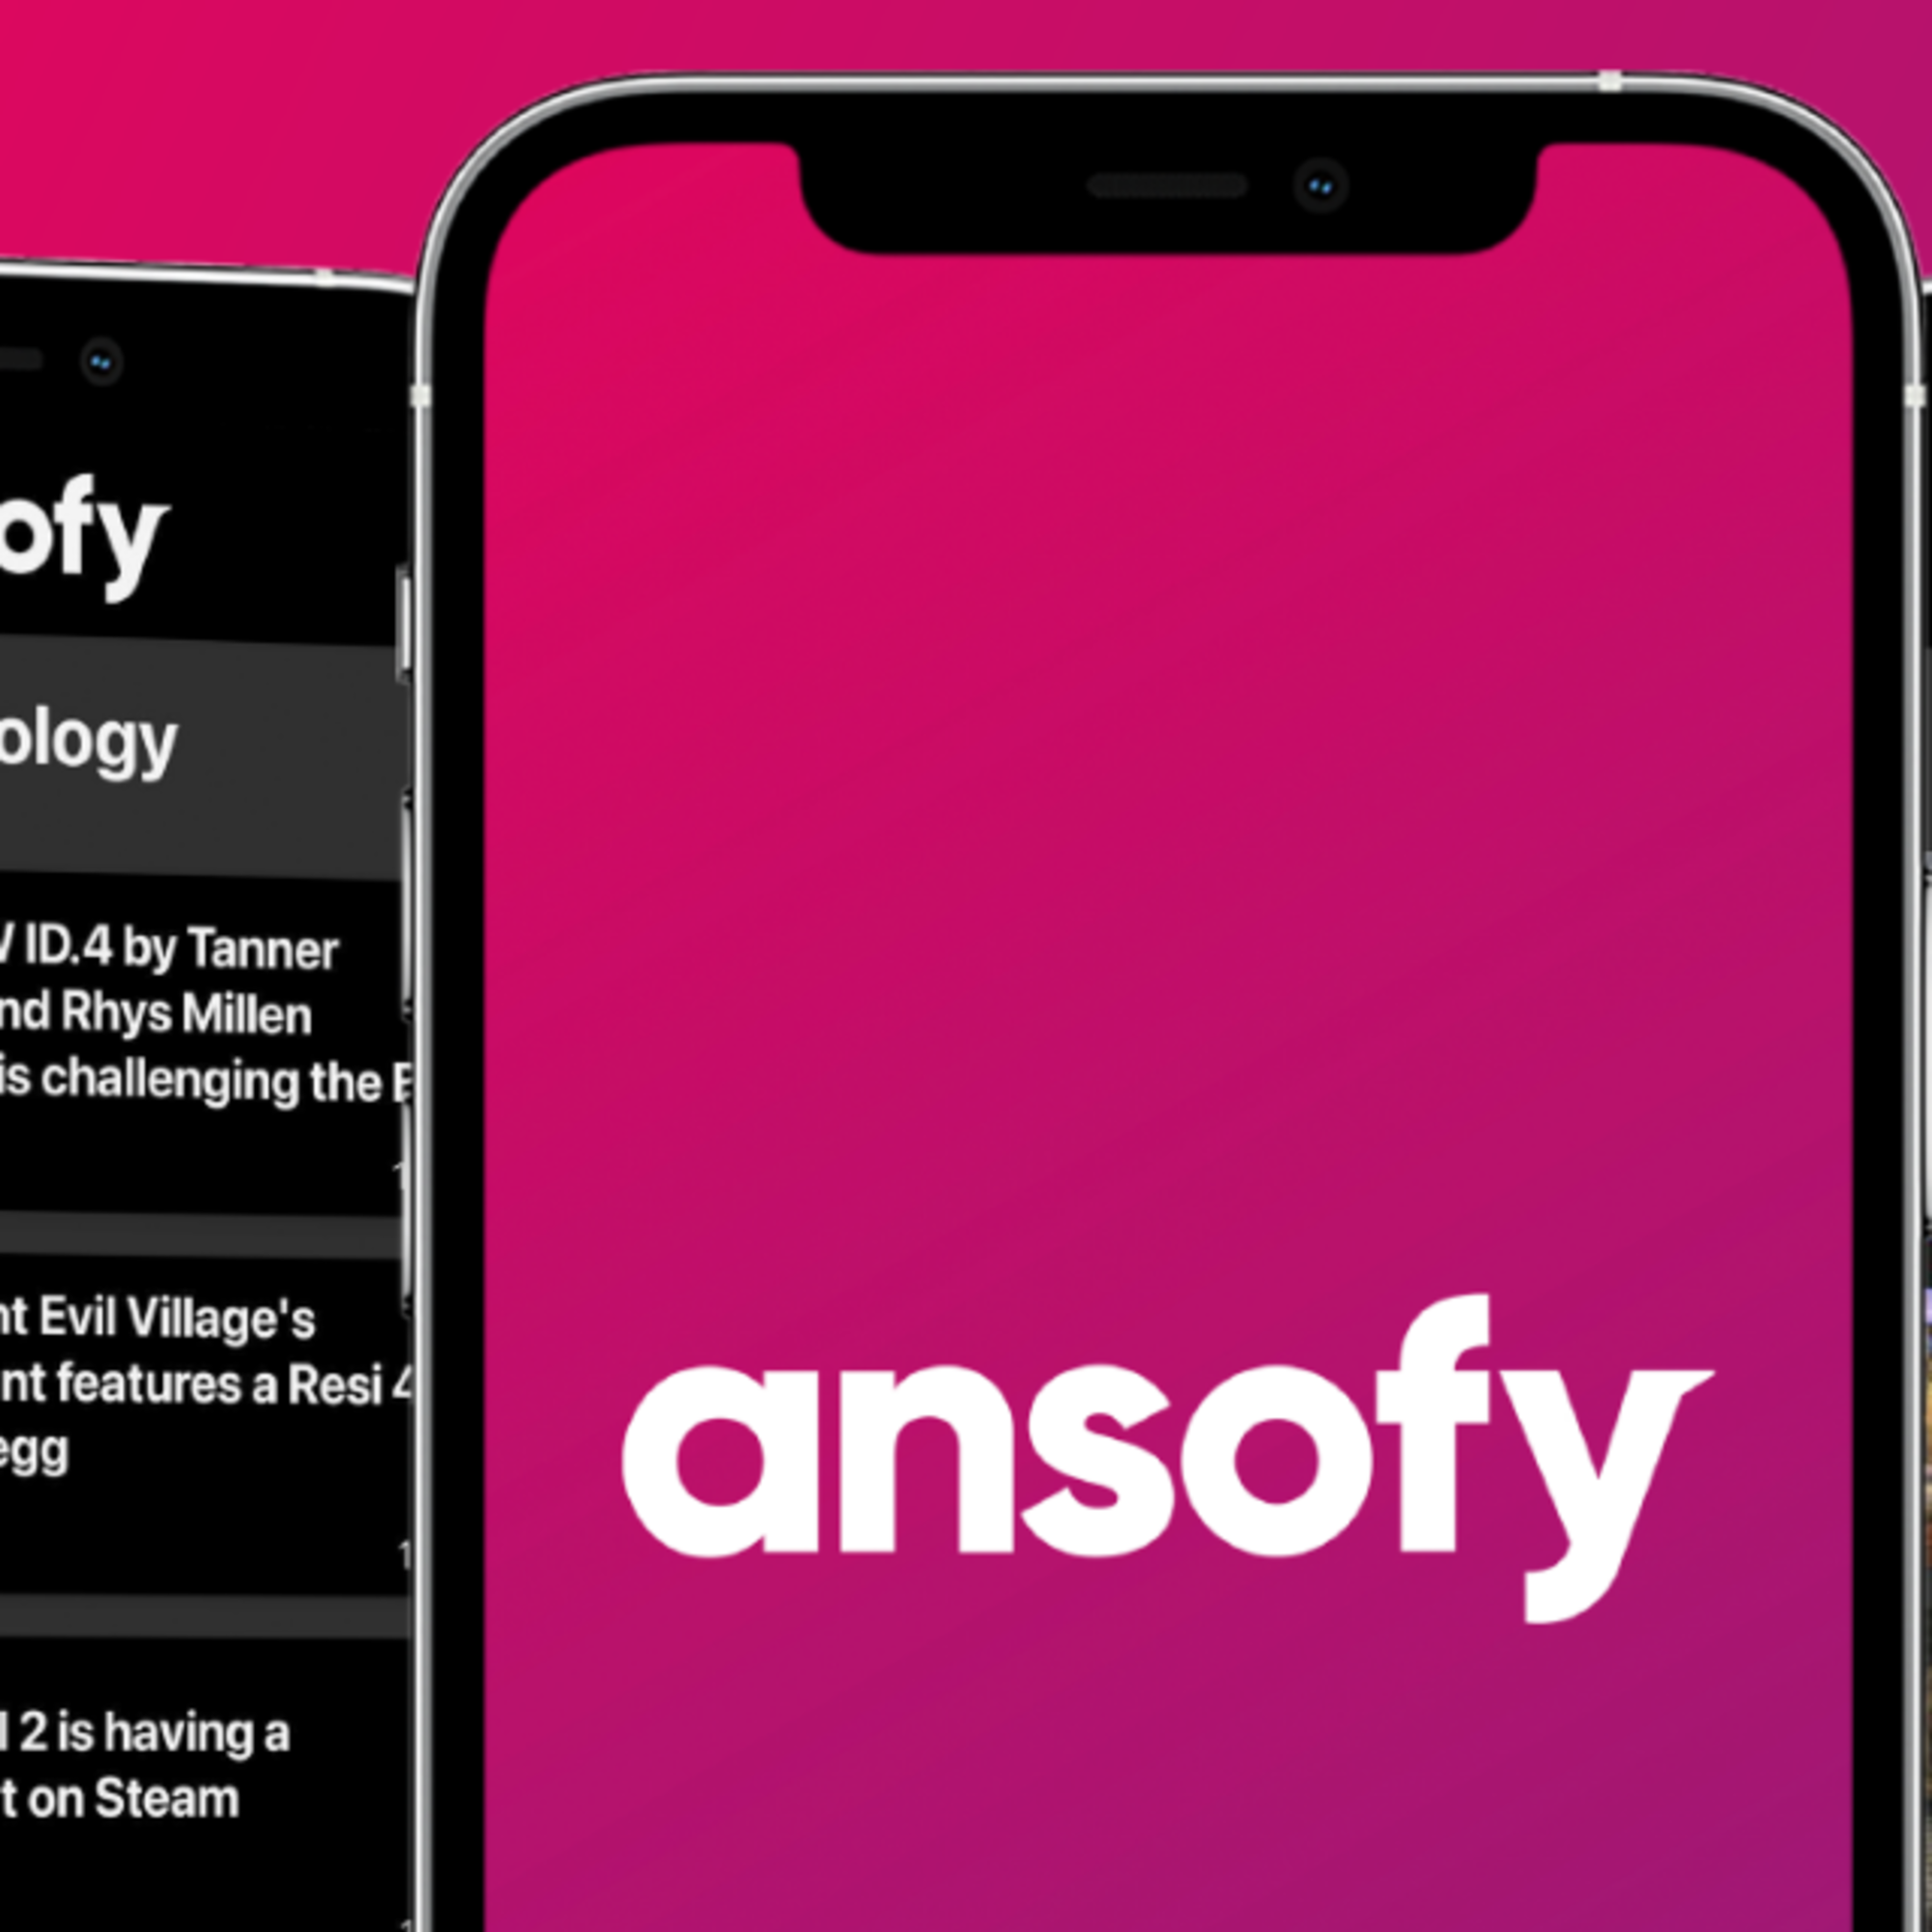 ofy
ology
ID.4 by Tanner
nd Rhys Millen
is challenging the
nt Evil Village's
nt features a Resi 4
egg
2 is having a
t on Steam
ansofy